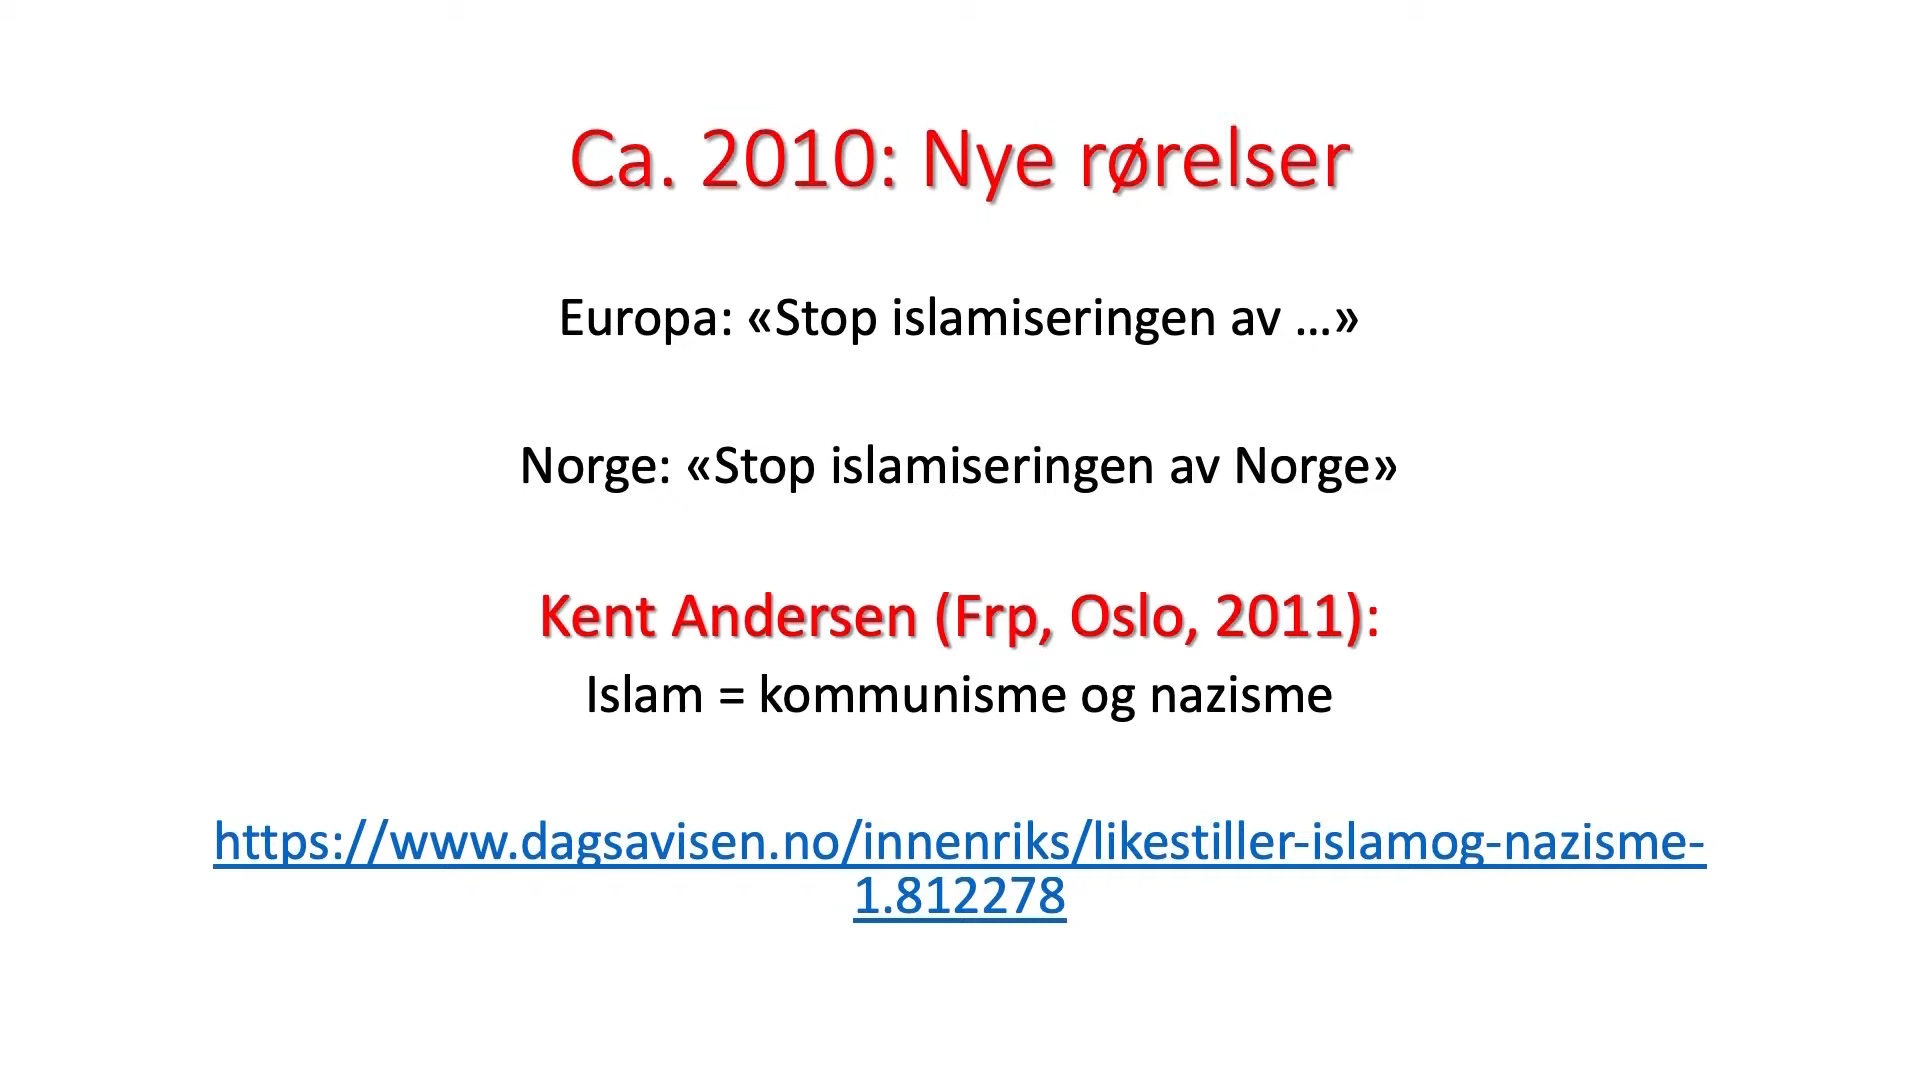 Ca. 2010: Nye rørelser
Europa: «Stop islamiseringen av …»
Norge: «Stop islamiseringen av Norge»
Kent Andersen (Frp, Oslo, 2011):
Islam = kommunisme og nazisme
https://www.dagsavisen.no/innenriks/likestiller-islamog-nazisme-
1.812278